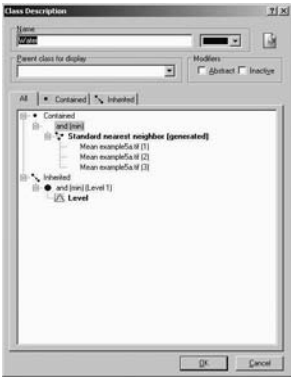 Class Description
Name
Water
Parent class for display
Modifiers
Abstract
Inactive
All
Contained
Inherited
Contained
and (min)
Standard nearest neighbor (generated)
Mean example5a.tif (1)
Mean example5a.tif (2)
Mean example5a.tif (3)
Inherited
and (min) (Level 1)
Level
OK
Cancel